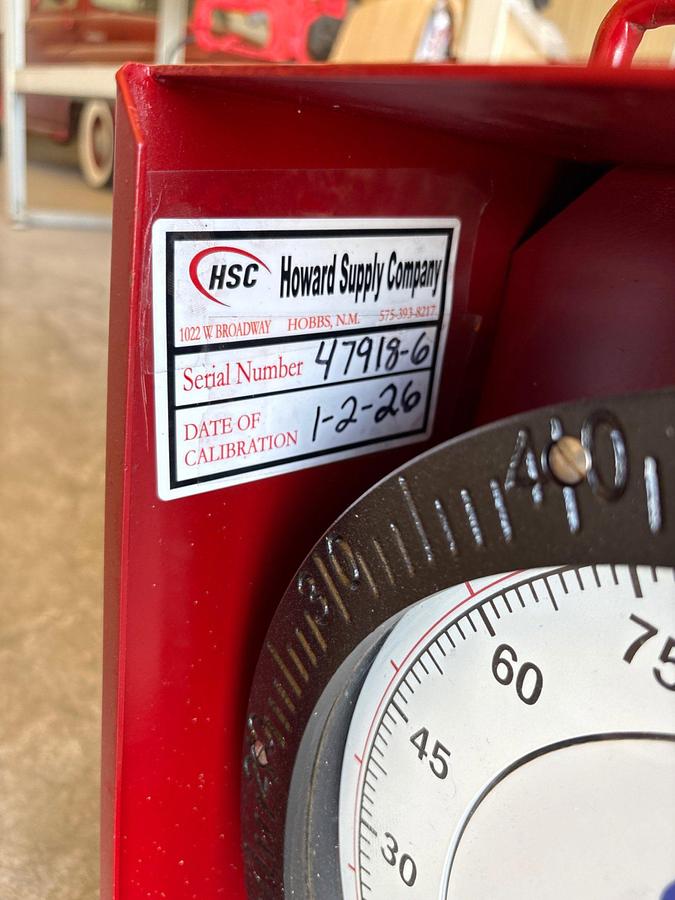 HSC Howard Supply Company
1022 W BROADWAY HOBBS, N.M. 575-393-8217
Serial Number 47918-6
DATE OF
CALIBRATION 1-2-26
40
30
20
75
60
45
30